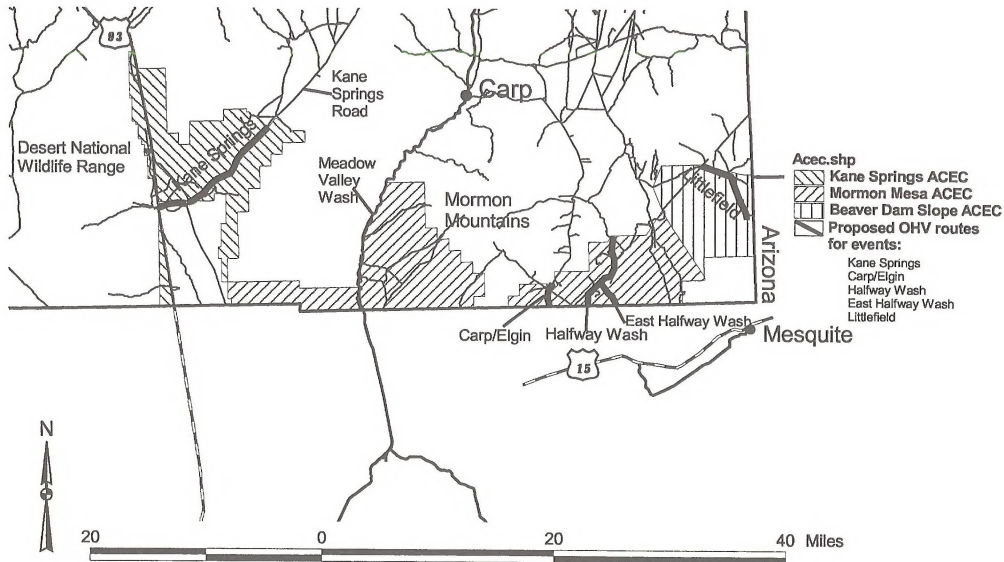 93
Kane
Springs
Road
Carp
Desert National
Wildlife Range
Kane Springs
Meadow
Valley
Wash
Mormon
Mountains
Littlefield
Arizona
Acec.shp
Kane Springs ACEC
Mormon Mesa ACEC
Beaver Dam Slope ACEC
Proposed OHV routes
for events:
Kane Springs
Carp/Elgin
Halfway Wash
East Halfway Wash
Littlefield
Carp/Elgin
Halfway Wash
East Halfway Wash
Mesquite
15
N
20
0
20
40 Miles